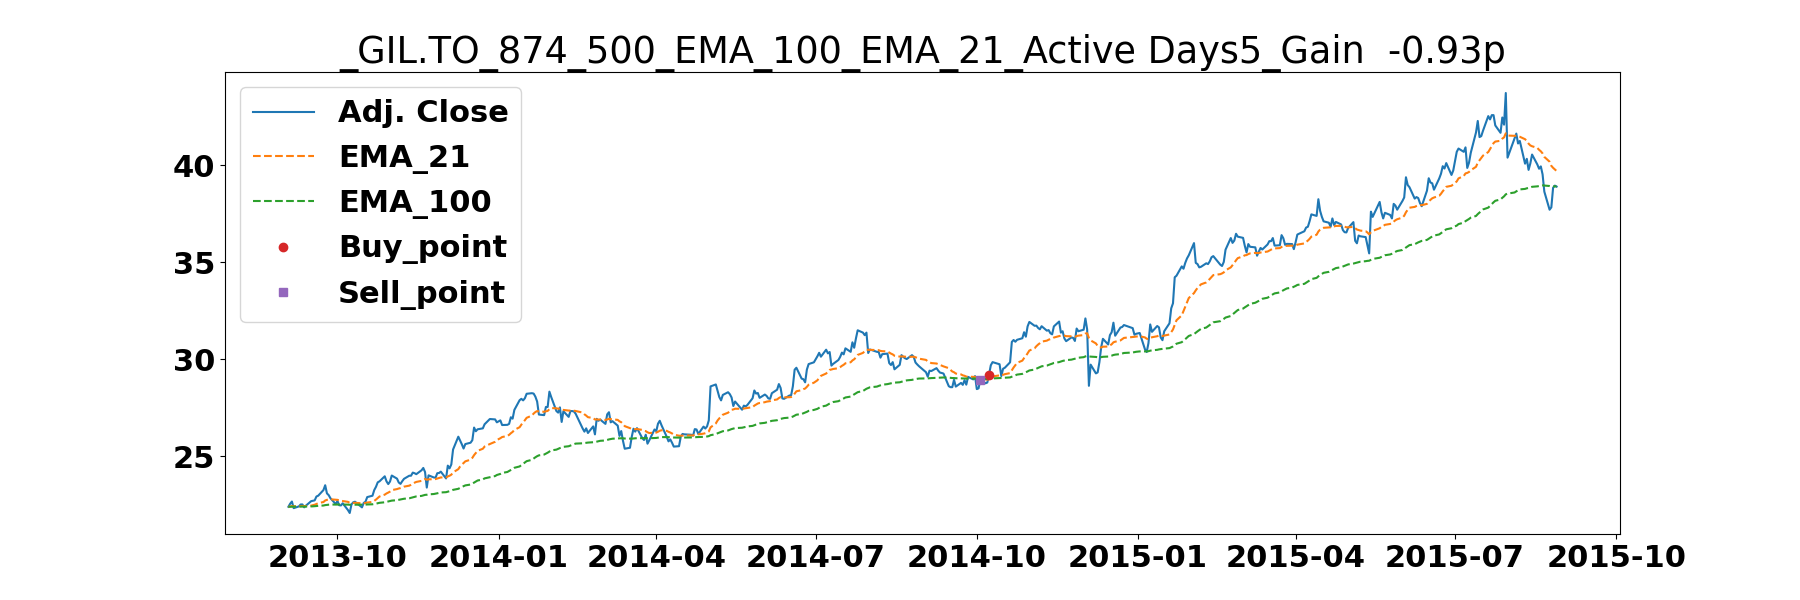 _GIL.TO_874_500_EMA_100_EMA_21_Active Days5_Gain  -0.93p
Adj. Close
EMA_21
EMA_100
Buy_point
Sell_point
40
35
30
25
2013-10 2014-01 2014-04 2014-07 2014-10 2015-01 2015-04 2015-07 2015-10